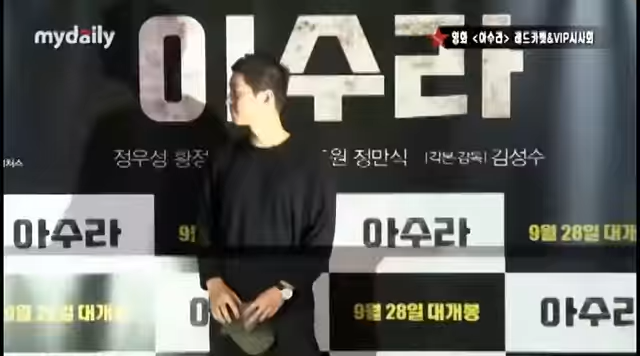 mydaily
영화 <아수라> 레드카펫&VIP시사회
아수라
정우성 황정 원 정만식 [각본·감독] 김성수
아수라 아수라 9월 28일 대개봉
9월 28일 대개봉 9월 28일 대개봉 아수라